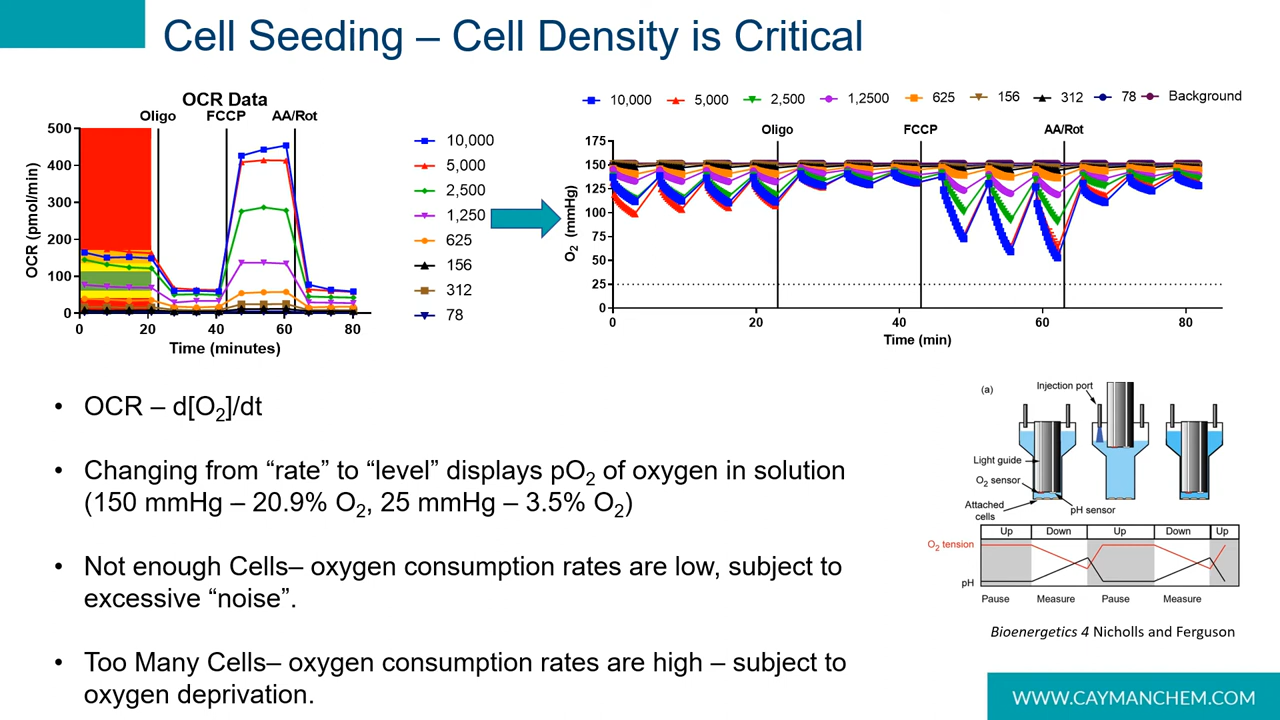 Cell Seeding – Cell Density is Critical
OCR Data
Oligo FCCP AA/Rot
500
400
300
200
100
0
OCR (pmol/min)
0 20 40 60 80
Time (minutes)
10,000
5,000
2,500
1,250
625
156
312
78
10,000 5,000 2,500 1,2500 625 156 312 78 Background
Oligo FCCP AA/Rot
175
150
125
100
75
50
25
0
O2 (mmHg)
0 20 40 60 80
Time (min)
• OCR – d[O2]/dt
• Changing from “rate” to “level” displays pO2 of oxygen in solution
(150 mmHg – 20.9% O2, 25 mmHg – 3.5% O2)
• Not enough Cells– oxygen consumption rates are low, subject to
excessive “noise”.
• Too Many Cells– oxygen consumption rates are high – subject to
oxygen deprivation.
(a)
Injection port
Light guide
O2 sensor
pH sensor
Attached
cells
Up Down Up Down Up
O2 tension
pH
Pause Measure Pause Measure
Bioenergetics 4 Nicholls and Ferguson
WWW.CAYMANCHEM.COM